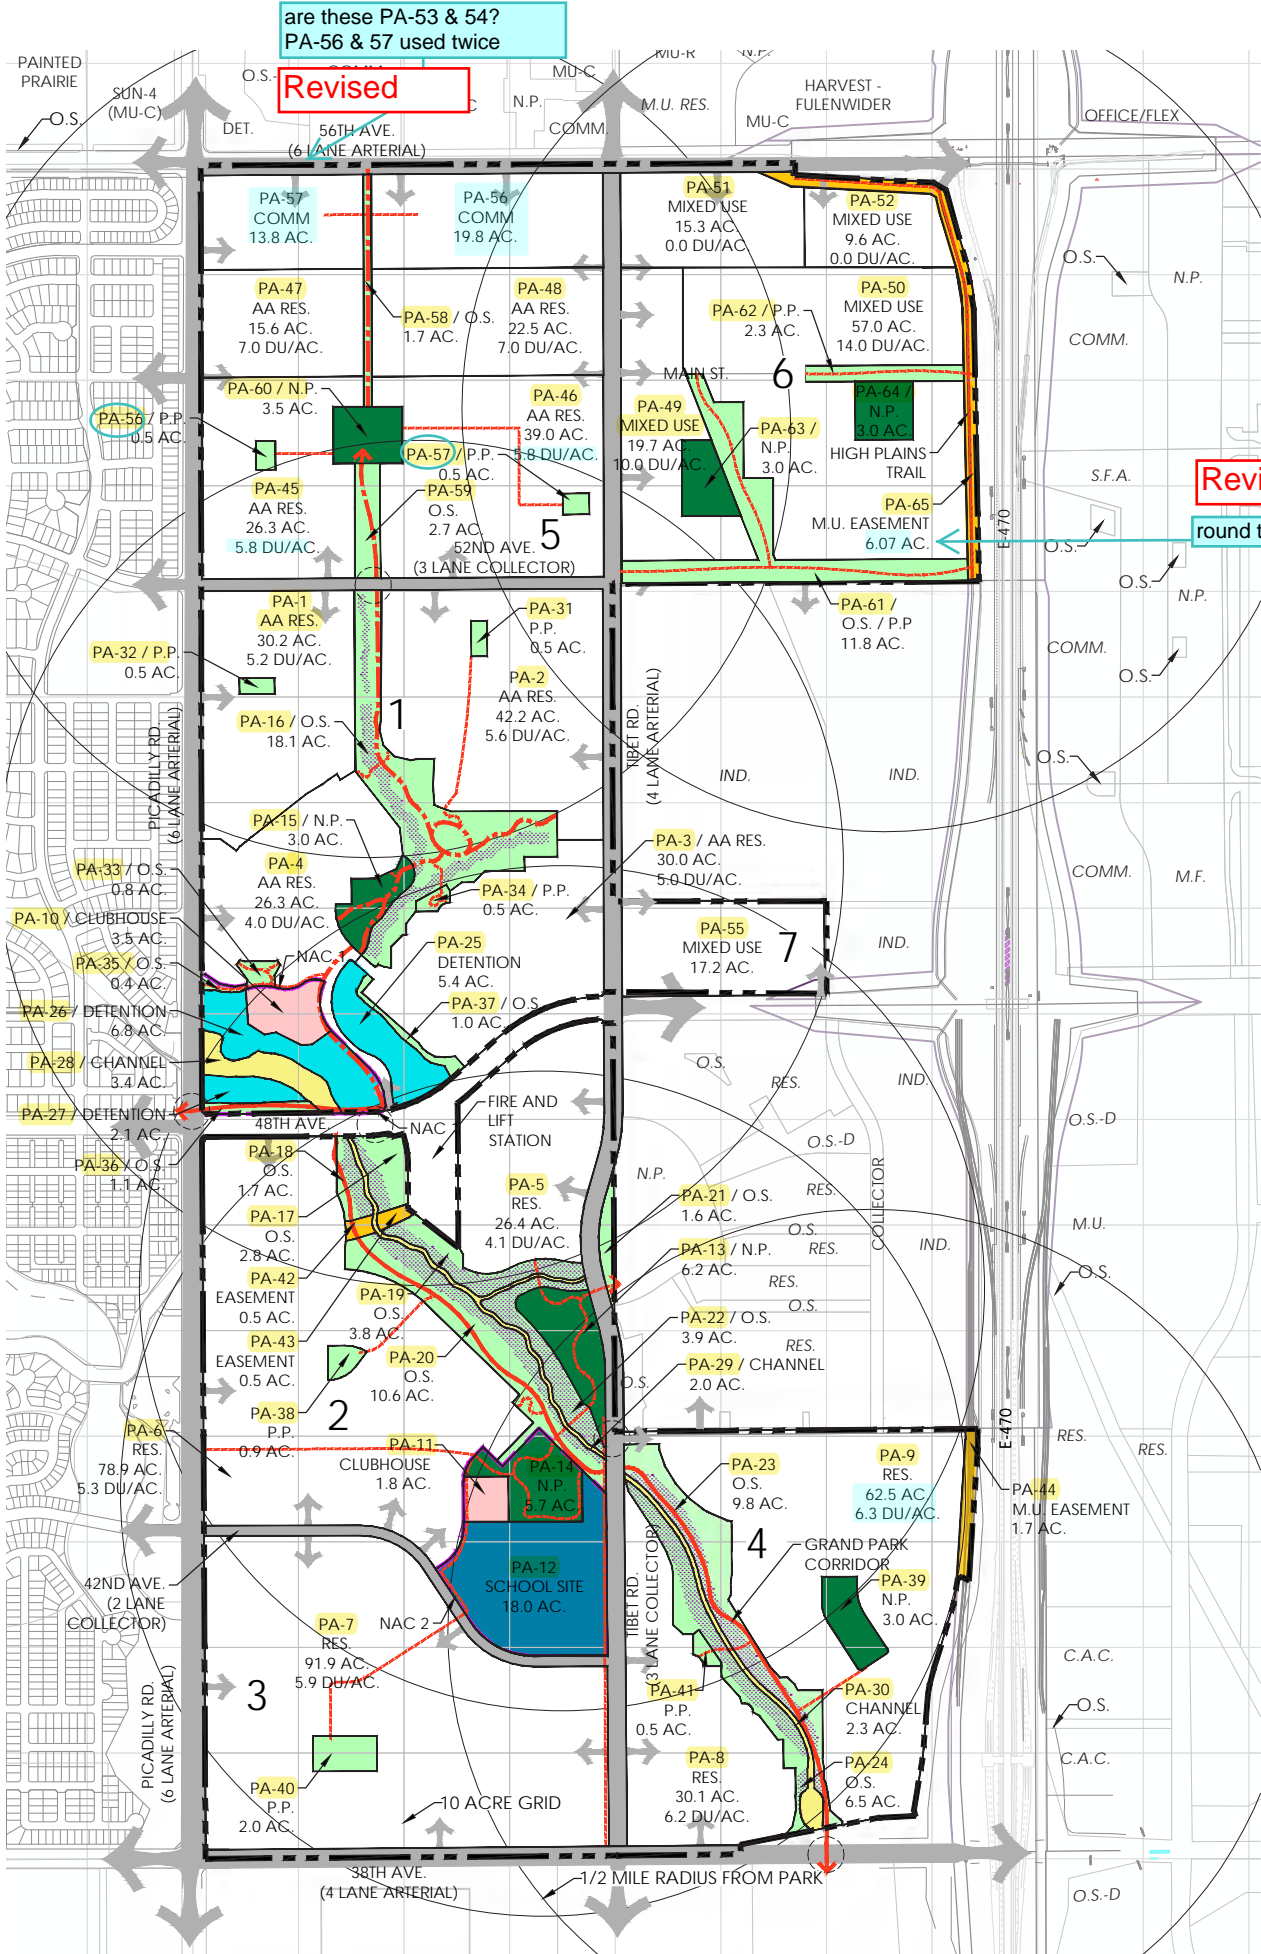 are these PA-53 & 54?
PA-56 & 57 used twice
Revised
PAINTED
PRAIRIE
SUN-4
(MU-C)
O.S.
O.S.
DET.
56TH AVE.
(6 LANE ARTERIAL)
N.P.
MU-C
COMM.
MU-R
N.P.
M.U. RES.
MU-C
HARVEST -
FULENWIDER
OFFICE/FLEX
PA-57
COMM
13.8 AC.
PA-56
COMM
19.8 AC.
PA-51
MIXED USE
15.3 AC.
0.0 DU/AC.
PA-52
MIXED USE
9.6 AC.
0.0 DU/AC.
O.S.
N.P.
PA-47
AA RES.
15.6 AC.
7.0 DU/AC.
PA-58 / O.S.
1.7 AC.
PA-48
AA RES.
22.5 AC.
7.0 DU/AC.
PA-62 / P.P.
2.3 AC.
PA-50
MIXED USE
57.0 AC.
14.0 DU/AC.
COMM.
MAIN ST.
6
PA-60 / N.P.
3.5 AC.
PA-56 / P.P.
0.5 AC.
PA-46
AA RES.
39.0 AC.
5.8 DU/AC.
PA-57 / P.P.
0.5 AC.
PA-49
MIXED USE
19.7 AC.
10.0 DU/AC.
PA-63 /
N.P.
3.0 AC.
PA-64 /
N.P.
3.0 AC.
HIGH PLAINS
TRAIL
S.F.A.
Revi
PA-45
AA RES.
26.3 AC.
5.8 DU/AC.
PA-59
O.S.
2.7 AC.
5
PA-65
M.U. EASEMENT
6.07 AC.
E-470
round t
O.S.
O.S.
N.P.
52ND AVE.
(3 LANE COLLECTOR)
PA-1
AA RES.
30.2 AC.
5.2 DU/AC.
PA-31
P.P.
0.5 AC.
PA-61 /
O.S. / P.P
11.8 AC.
PA-32 / P.P.
0.5 AC.
PA-2
AA RES.
42.2 AC.
5.6 DU/AC.
COMM.
O.S.
PA-16 / O.S.
18.1 AC.
1
PICADILLY RD.
(6 LANE ARTERIAL)
TIBET RD.
(4 LANE ARTERIAL)
IND.
IND.
O.S.
PA-15 / N.P.
3.0 AC.
PA-3 / AA RES.
30.0 AC.
5.0 DU/AC.
PA-33 / O.S.
0.8 AC.
PA-4
AA RES.
26.3 AC.
4.0 DU/AC.
PA-34 / P.P.
0.5 AC.
COMM.
M.F.
PA-10 / CLUBHOUSE
3.5 AC.
PA-55
MIXED USE
17.2 AC.
7
IND.
PA-35 / O.S.
0.4 AC.
NAC 1
PA-25
DETENTION
5.4 AC.
PA-37 / O.S.
1.0 AC.
PA-26 / DETENTION
6.8 AC.
PA-28 / CHANNEL
3.4 AC.
O.S.
RES.
IND.
PA-27 / DETENTION
2.1 AC.
48TH AVE.
NAC
FIRE AND
LIFT
STATION
O.S.-D
O.S.-D
PA-36 / O.S.
1.1 AC.
PA-18
O.S.
1.7 AC.
N.P.
COLLECTOR
PA-5
RES.
26.4 AC.
4.1 DU/AC.
PA-21 / O.S.
1.6 AC.
RES.
PA-17
O.S.
2.8 AC.
O.S.
RES.
IND.
M.U.
PA-13 / N.P.
6.2 AC.
PA-42
EASEMENT
0.5 AC.
PA-19
O.S.
3.8 AC.
RES.
O.S.
O.S.
PA-22 / O.S.
3.9 AC.
RES.
PA-43
EASEMENT
0.5 AC.
PA-20
O.S.
10.6 AC.
PA-29 / CHANNEL
2.0 AC.
O.S.
PA-38
P.P.
0.9 AC.
2
PA-6
RES.
78.9 AC.
5.3 DU/AC.
PA-11
CLUBHOUSE
1.8 AC.
PA-14
N.P.
5.7 AC.
PA-23
O.S.
9.8 AC.
PA-9
RES.
62.5 AC.
6.3 DU/AC.
E-470
RES.
RES.
PA-44
M.U. EASEMENT
1.7 AC.
4
GRAND PARK
CORRIDOR
42ND AVE.
(2 LANE
COLLECTOR)
PA-12
SCHOOL SITE
18.0 AC.
PA-39
N.P.
3.0 AC.
NAC 2
TIBET RD.
(3 LANE COLLECTOR)
PA-7
RES.
91.9 AC.
5.9 DU/AC.
C.A.C.
3
PICADILLY RD.
(6 LANE ARTERIAL)
PA-41
P.P.
0.5 AC.
PA-30
CHANNEL
2.3 AC.
O.S.
C.A.C.
PA-8
RES.
30.1 AC.
6.2 DU/AC.
PA-24
O.S.
6.5 AC.
PA-40
P.P.
2.0 AC.
10 ACRE GRID
38TH AVE.
(4 LANE ARTERIAL)
1/2 MILE RADIUS FROM PARK
O.S.-D